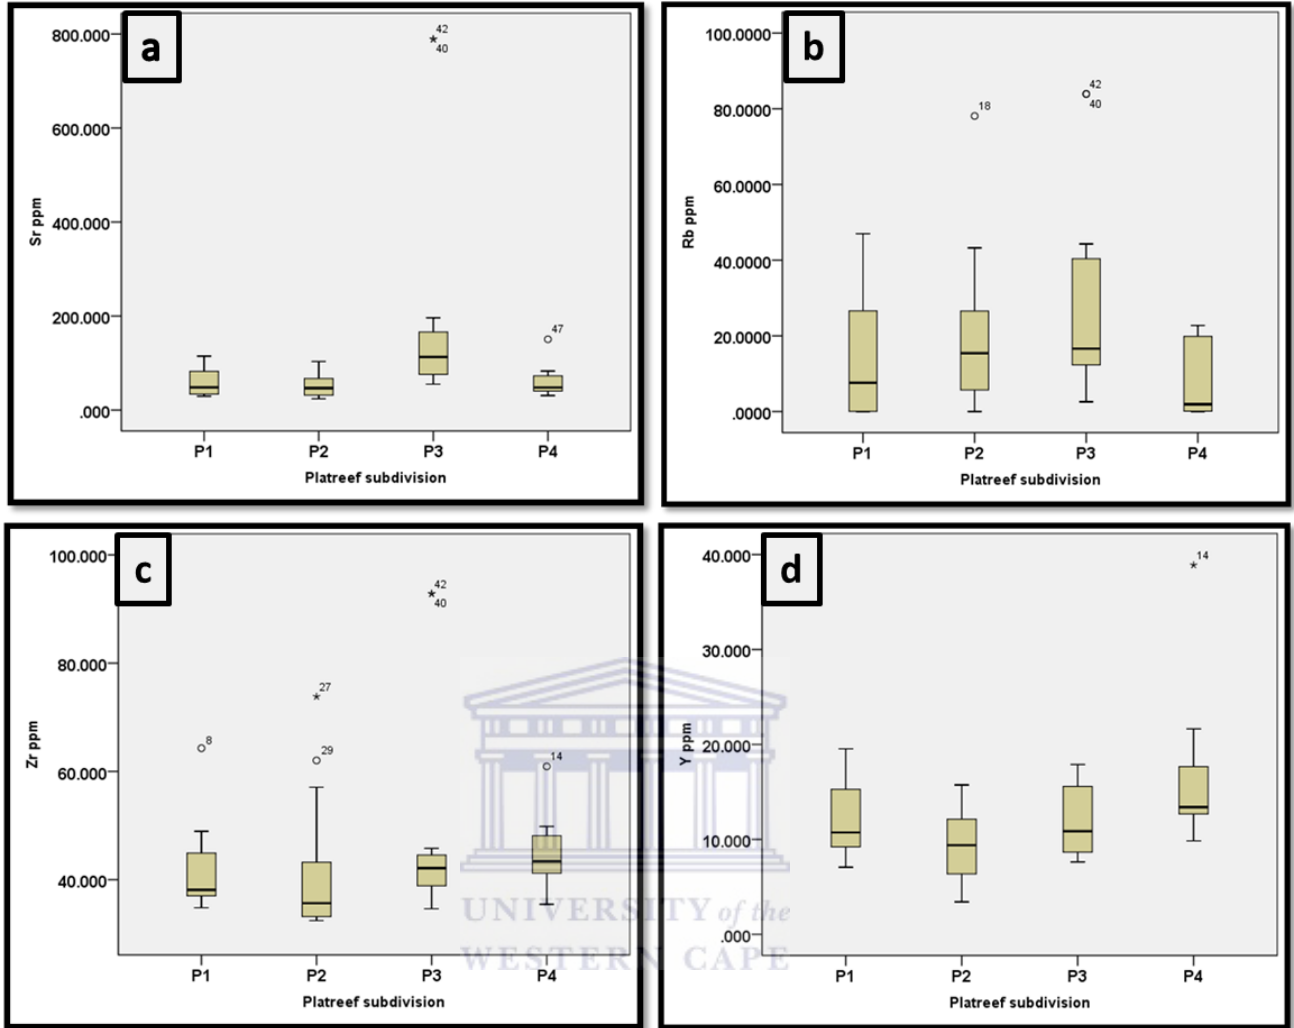 a
800.000
600.000
400.000
200.000
.000
Sr ppm
42
40
47
P1 P2 P3 P4
Platreef subdivision
b
100.0000
80.0000
60.0000
40.0000
20.0000
.0000
Rb ppm
18
42
40
P1 P2 P3 P4
Platreef subdivision
c
100.000
80.000
60.000
40.000
Zr ppm
8
27
29
42
40
14
P1 P2 P3 P4
Platreef subdivision
d
40.000
30.000
20.000
10.000
.000
Y ppm
14
P1 P2 P3 P4
Platreef subdivision
UNIVERSITY of the
WESTERN CAPE